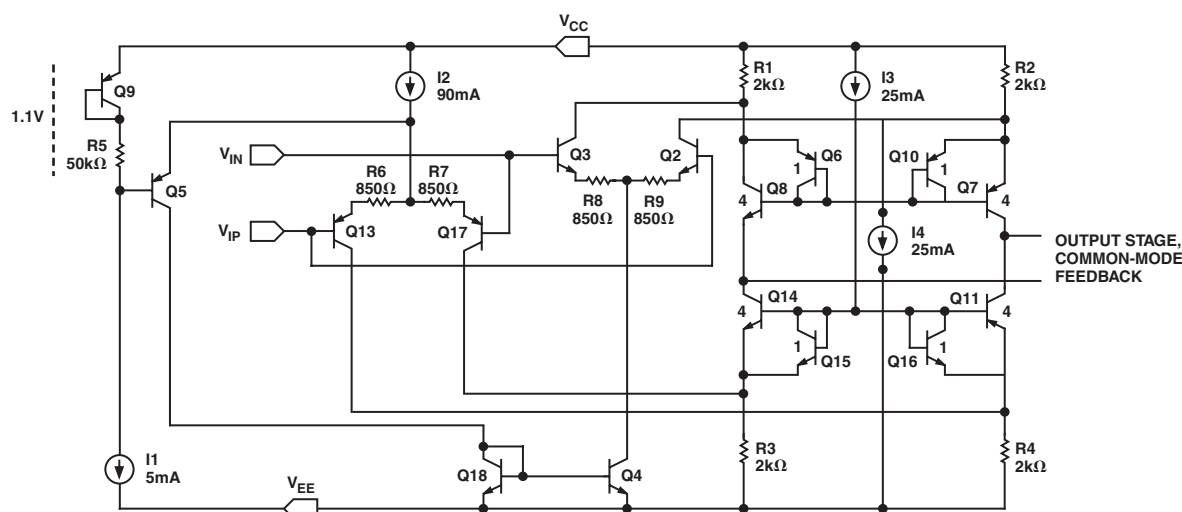 VCC
I2
90mA
R1
2kΩ
I3
25mA
R2
2kΩ
Q9
1.1V
R5
50kΩ
VIN
Q3
Q2
Q6
1
Q10
1
Q5
R6
850Ω
R7
850Ω
R8
850Ω
R9
850Ω
Q8
4
Q7
4
VIP
Q13
Q17
I4
25mA
OUTPUT STAGE,
COMMON-MODE
FEEDBACK
Q14
4
Q11
4
1
Q15
1
Q16
I1
5mA
Q18
Q4
R3
2kΩ
R4
2kΩ
VEE